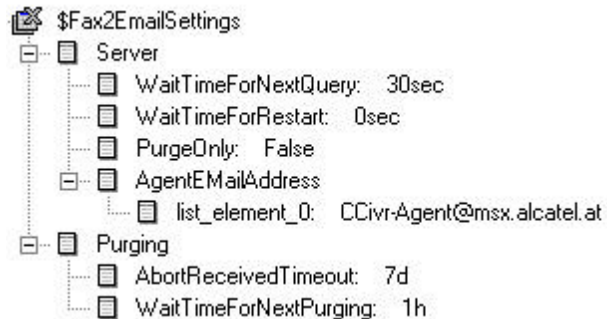 $Fax2EmailSettings
Server
WaitTimeForNextQuery: 30sec
WaitTimeForRestart: 0sec
PurgeOnly: False
AgentEMailAddress
list_element_0: CCivr-Agent@msx.alcatel.at
Purging
AbortReceivedTimeout: 7d
WaitTimeForNextPurging: 1h